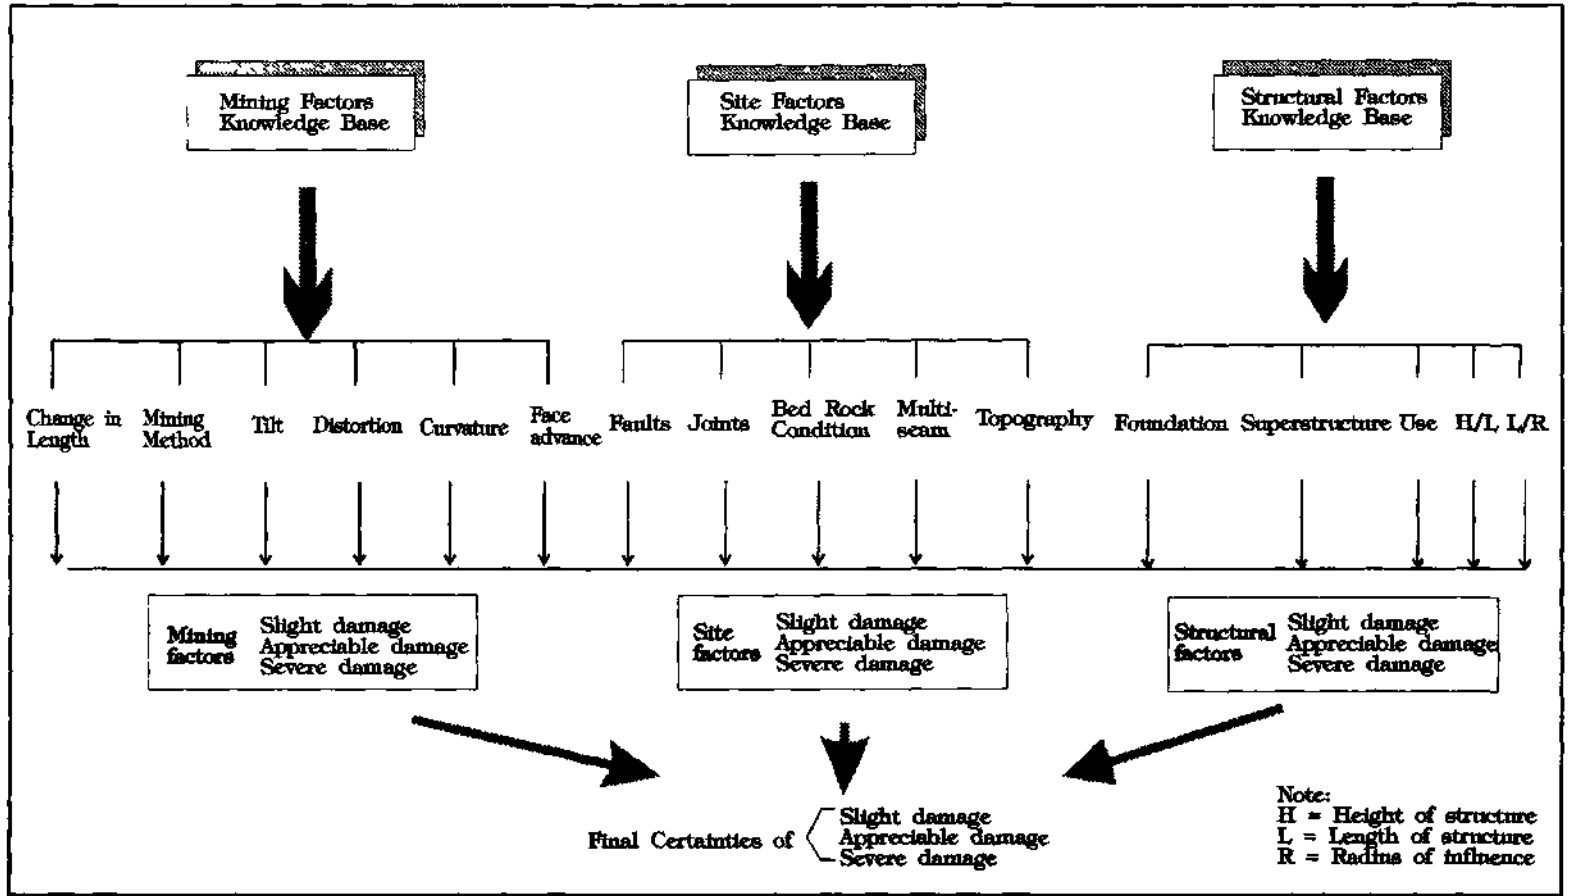 Mining Factors
Knowledge Base
Site Factors
Knowledge Base
Structural Factors
Knowledge Base
Change in
Length
Mining
Method
Tilt
Distortion
Curvature
Face
advance
Faults
Joints
Bed Rock
Condition
Multi-
seam
Topography
Foundation
Superstructure
Use
H/L
L/R
Mining
factors
Slight damage
Appreciable damage
Severe damage
Site
factors
Slight damage
Appreciable damage
Severe damage
Structural
factors
Slight damage
Appreciable damage
Severe damage
Final Certainties of
Slight damage
Appreciable damage
Severe damage
Note:
H = Height of structure
L = Length of structure
R = Radius of influence